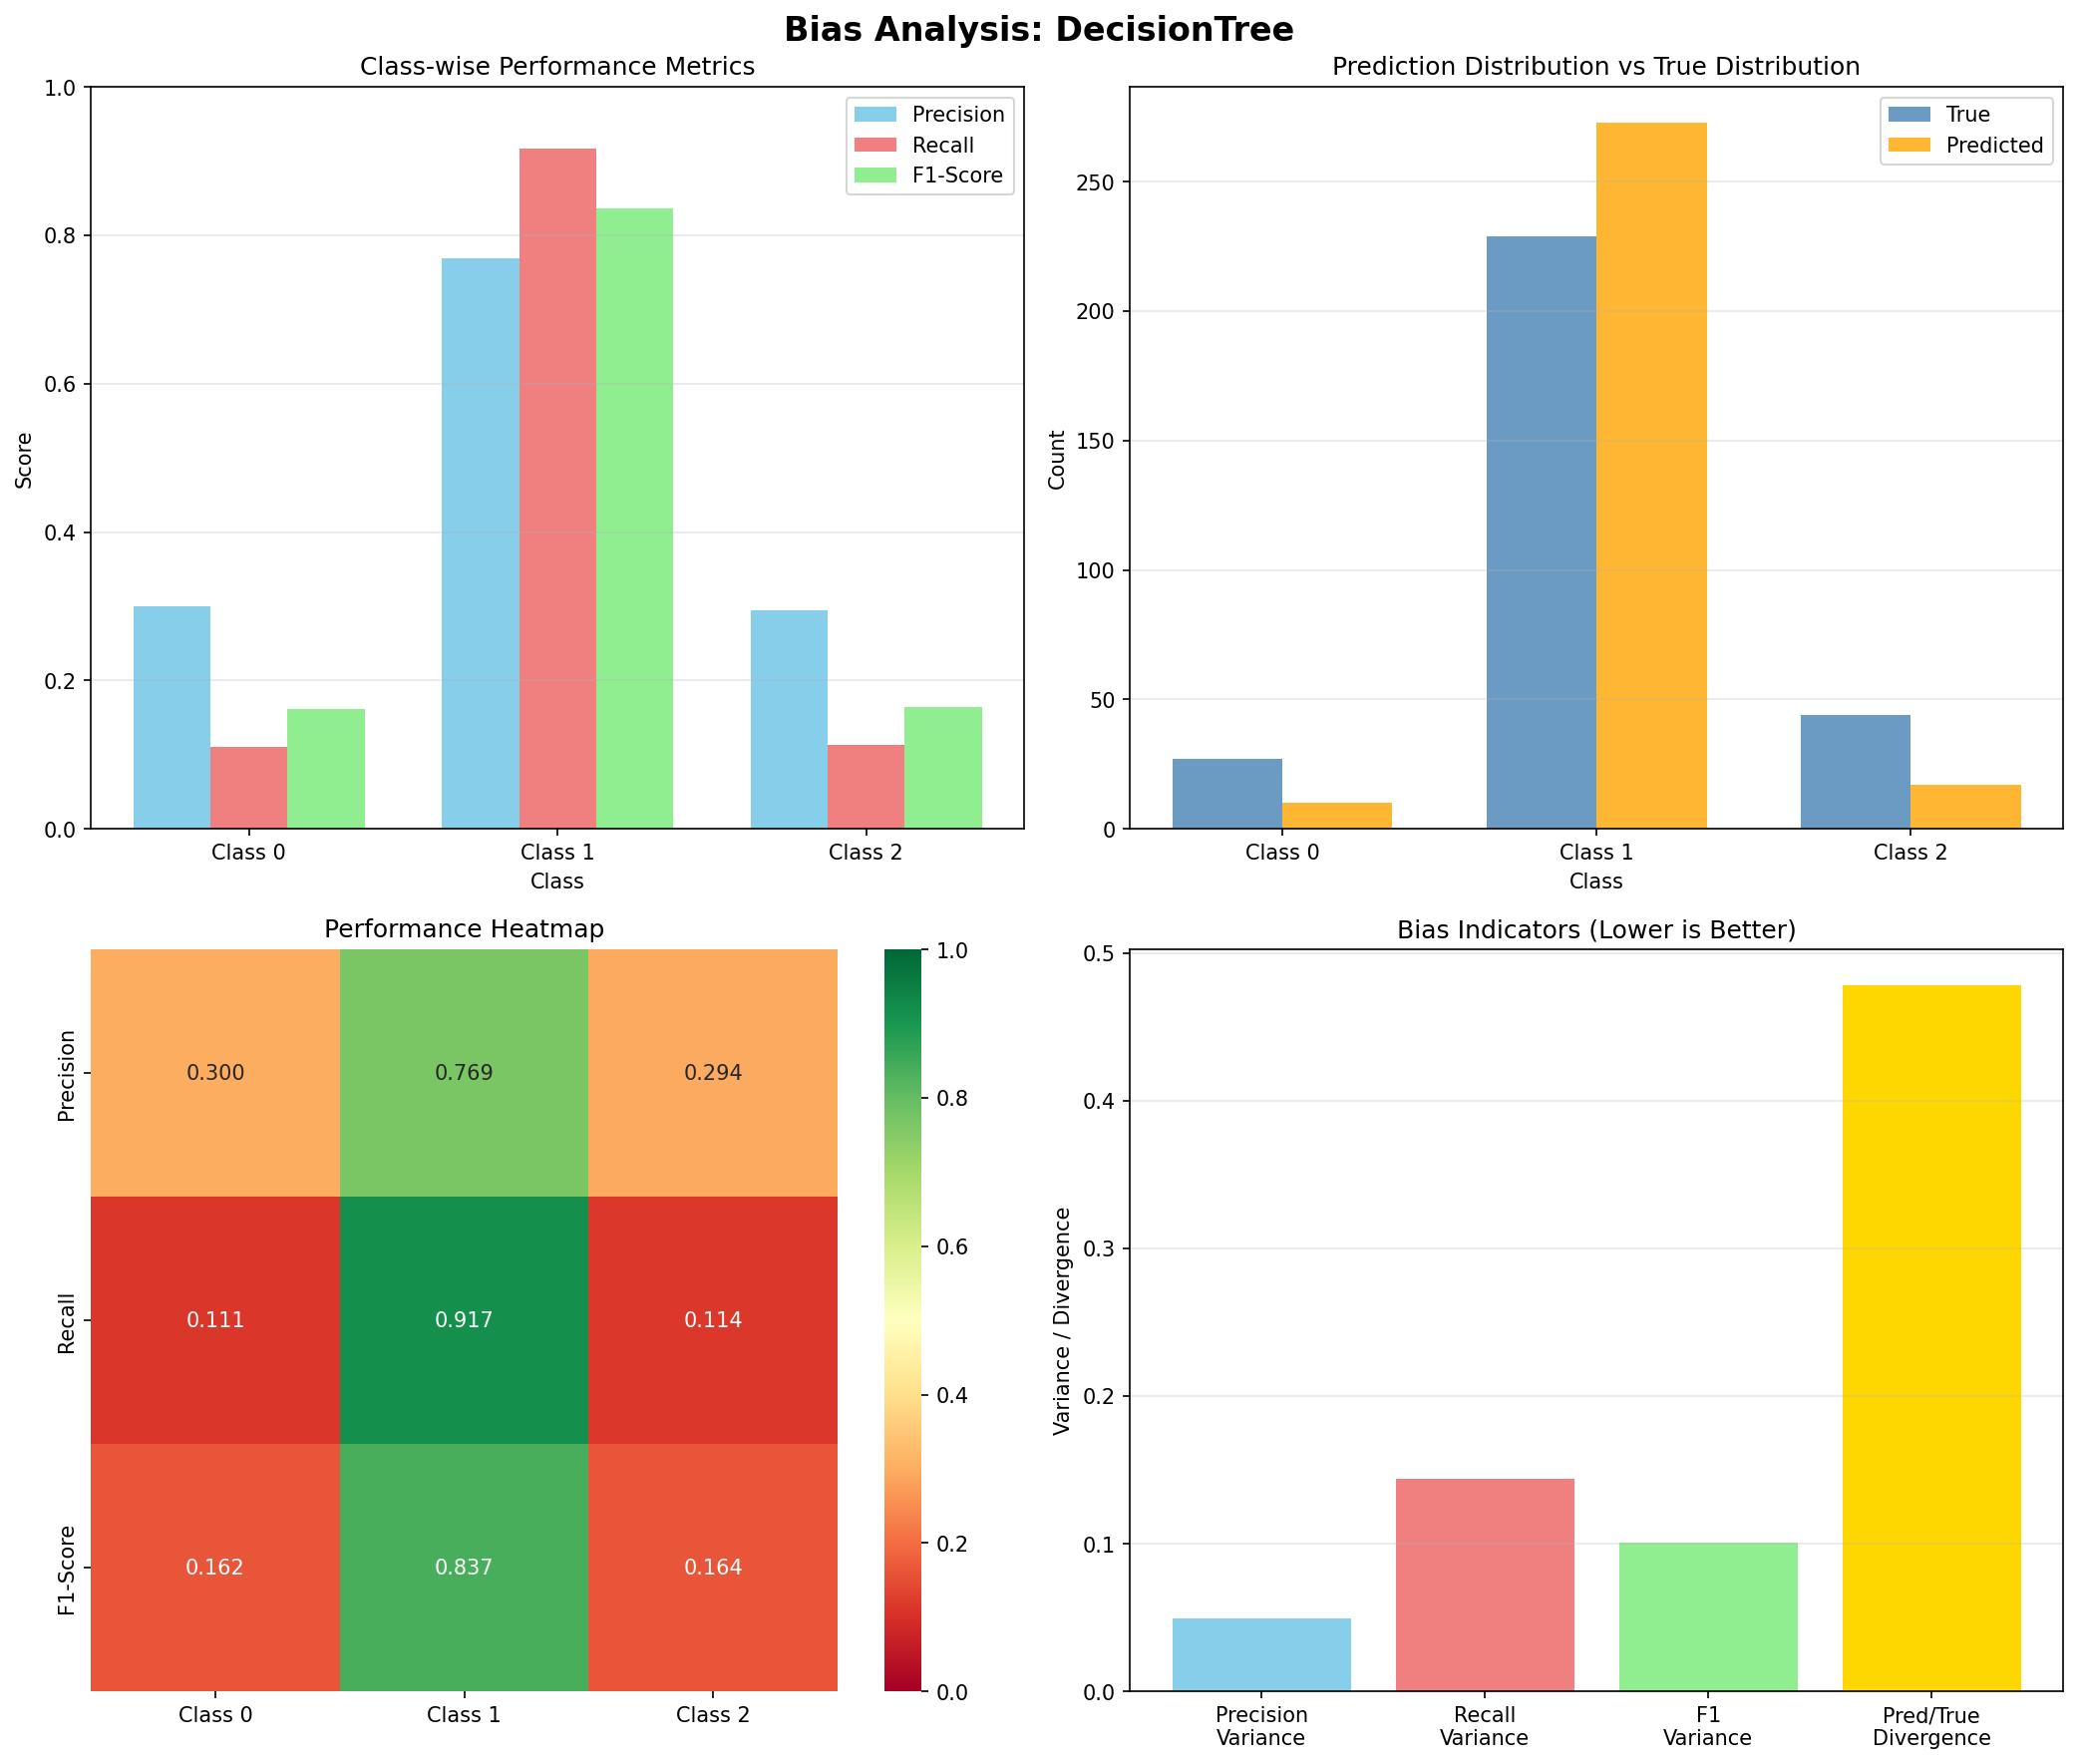 Bias Analysis: DecisionTree
Class-wise Performance Metrics
1.0
0.8
0.6
0.4
0.2
0.0
Score
Precision
Recall
F1-Score
Class 0
Class 1
Class 2
Class
Prediction Distribution vs True Distribution
250
200
150
100
50
0
Count
True
Predicted
Class 0
Class 1
Class 2
Class
Performance Heatmap
Precision
0.300
0.769
0.294
Recall
0.111
0.917
0.114
F1-Score
0.162
0.837
0.164
Class 0
Class 1
Class 2
1.0
0.8
0.6
0.4
0.2
0.0
Bias Indicators (Lower is Better)
0.5
0.4
0.3
0.2
0.1
0.0
Variance / Divergence
Precision
Variance
Recall
Variance
F1
Variance
Pred/True
Divergence